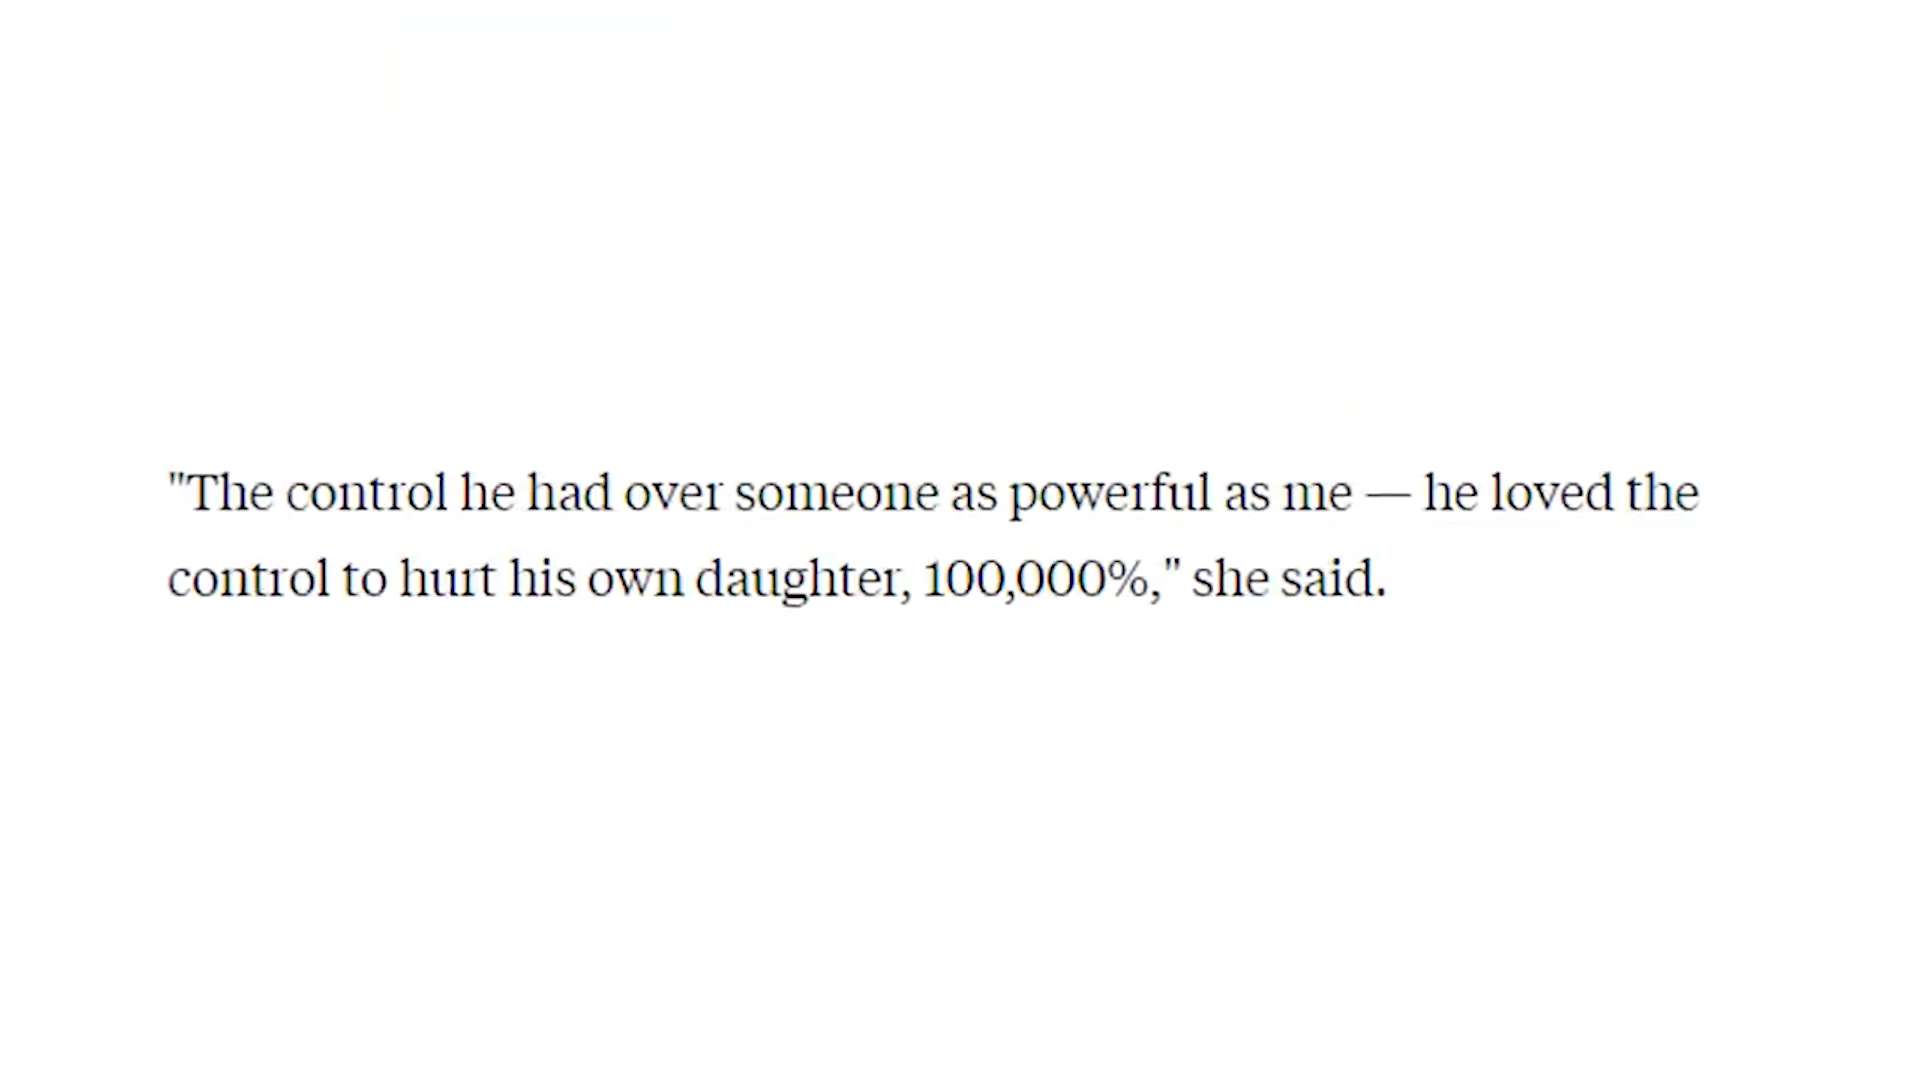 "The control he had over someone as powerful as me — he loved the
control to hurt his own daughter, 100,000%," she said.